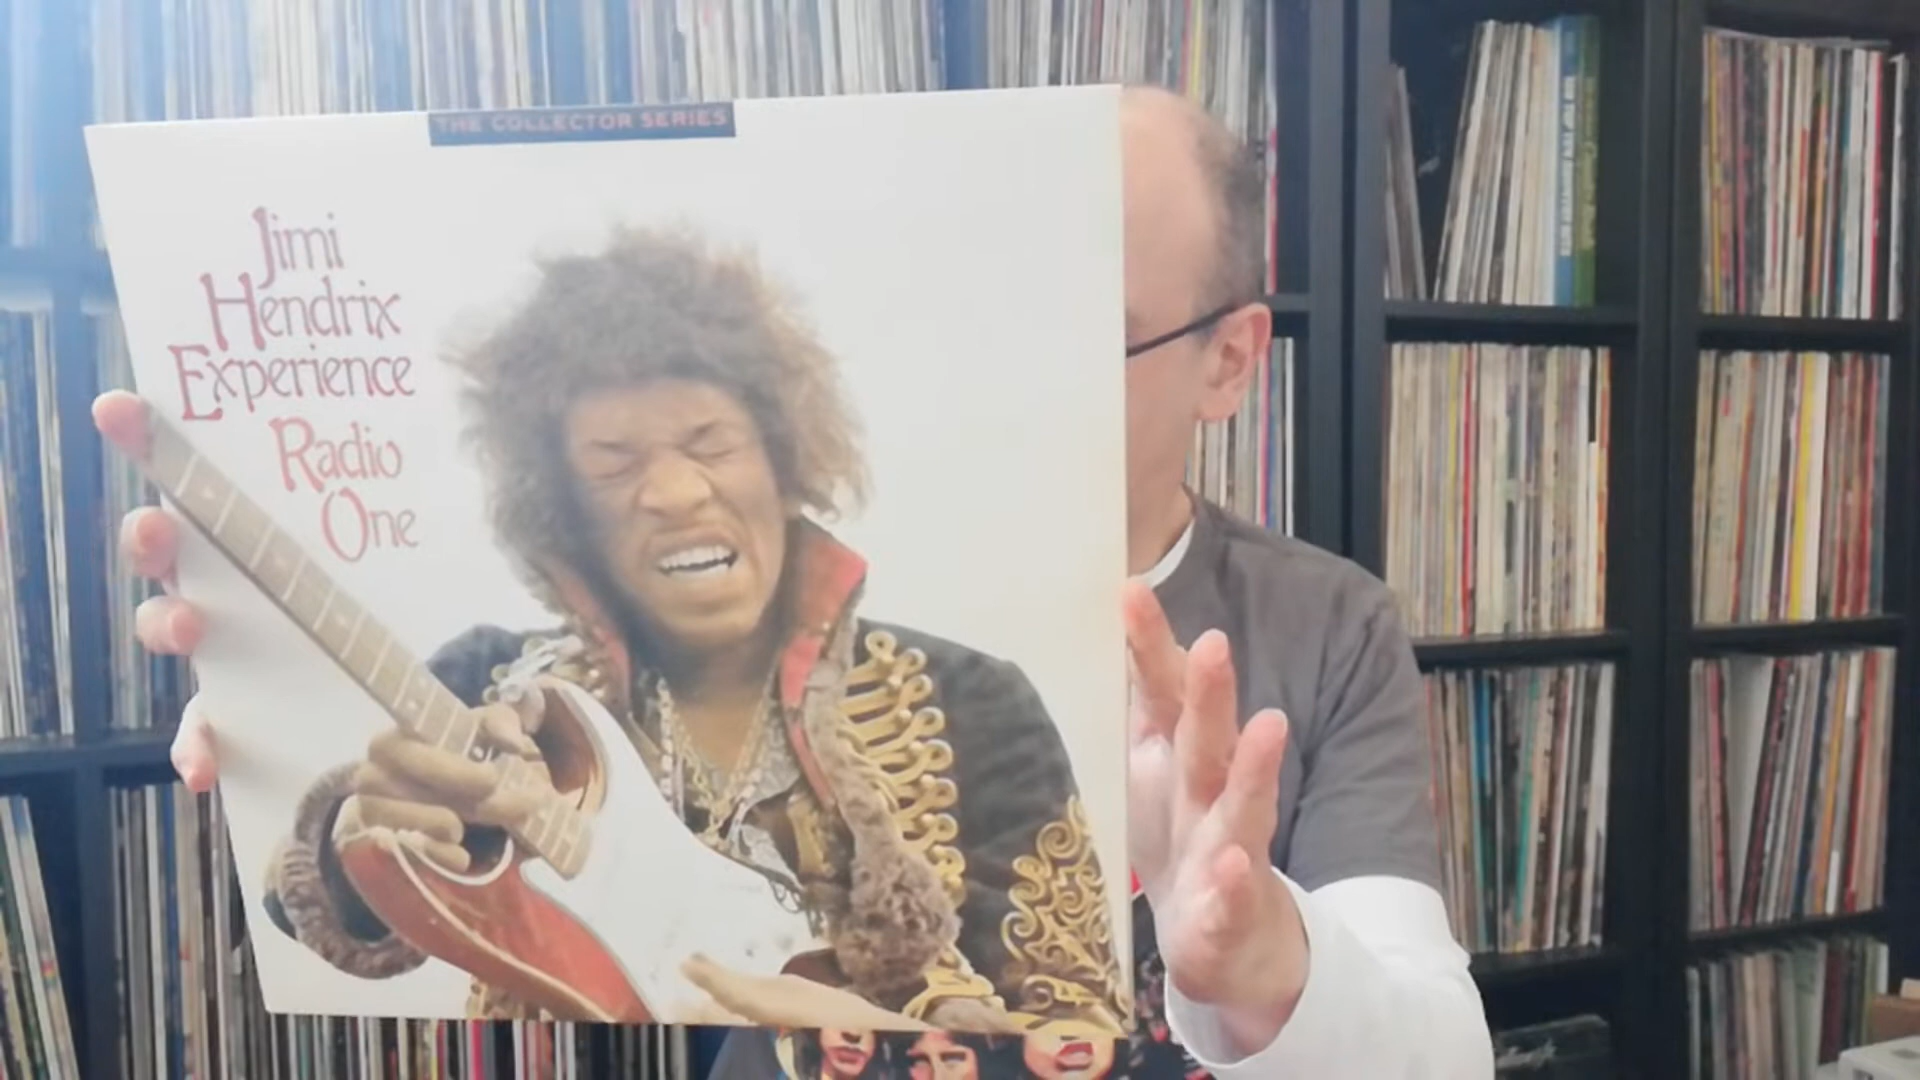 THE COLLECTOR SERIES
Jimi
Hendrix
Experience
Radio
One